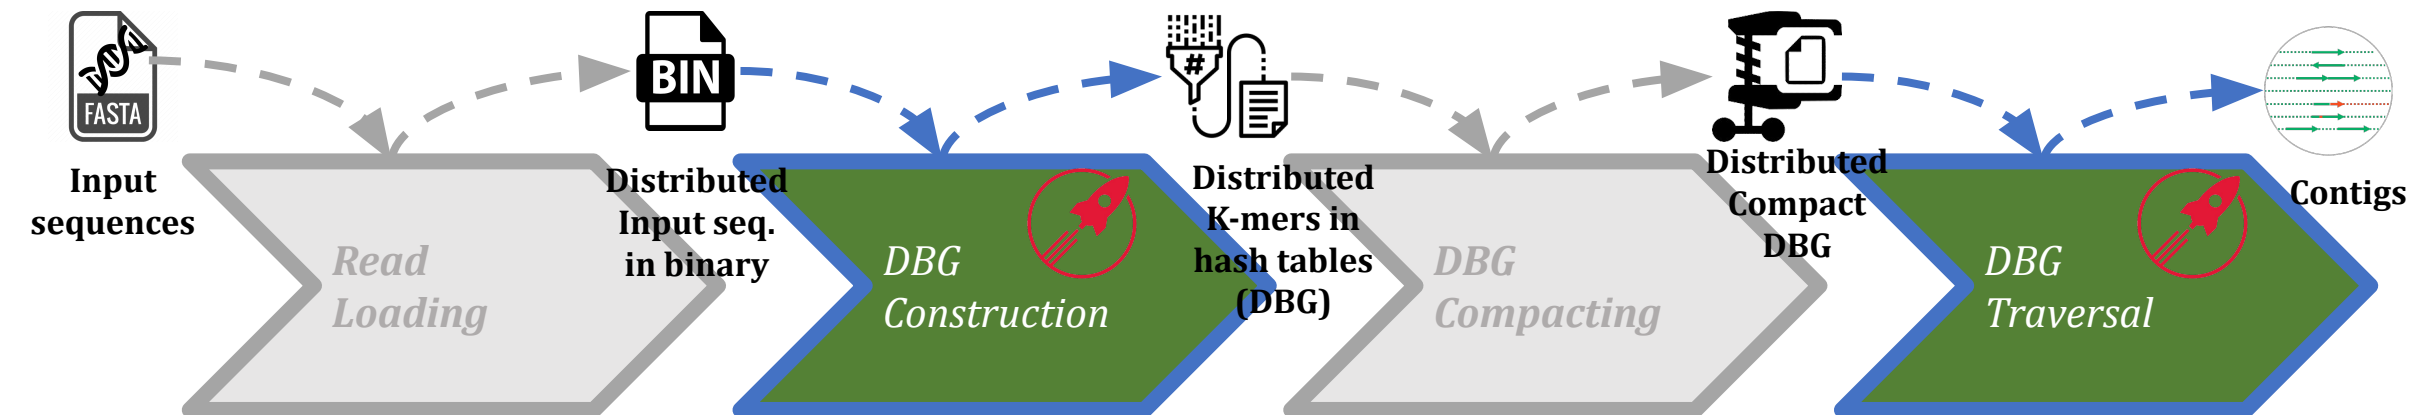 FASTA
Input
sequences
Read
Loading
BIN
Distributed
Input seq.
in binary
DBG
Construction
#
Distributed
K-mers in
hash tables
(DBG)
DBG
Compacting
Distributed
Compact
DBG
DBG
Traversal
Contigs